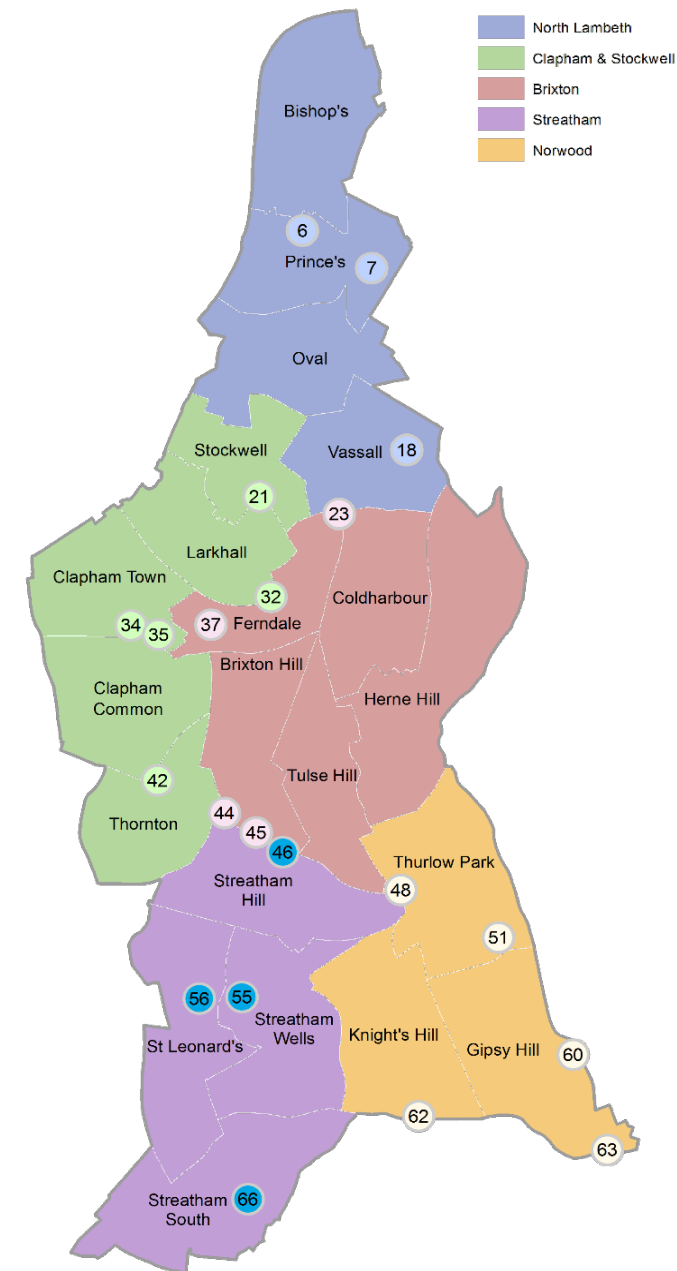 North Lambeth
Clapham & Stockwell
Brixton
Streatham
Norwood
Bishop's
6
Prince's
7
Oval
Stockwell
Vassall
18
21
23
Larkhall
Clapham Town
32
Coldharbour
34
35
37
Ferndale
Brixton Hill
Clapham
Common
Herne Hill
42
Tulse Hill
Thornton
44
45
46
Thurlow Park
Streatham
Hill
48
51
56
55
Streatham
Wells
St Leonard's
Knight's Hill
Gipsy Hill
60
62
63
Streatham
South
66